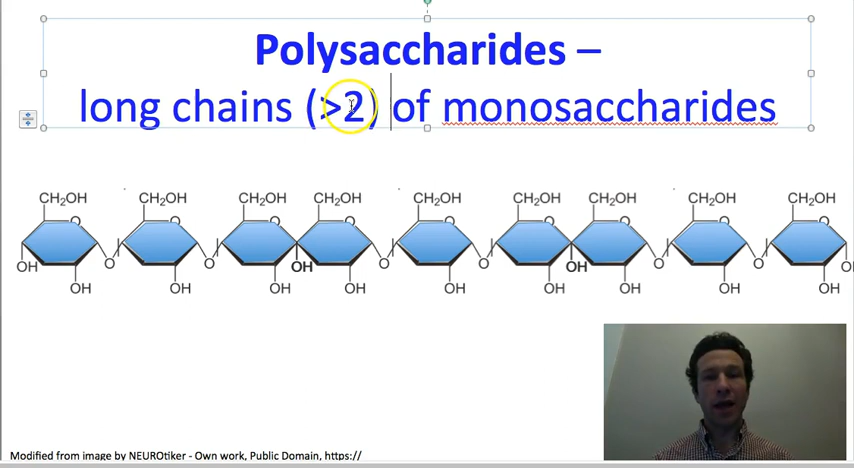 Polysaccharides –
long chains (>2) of monosaccharides
CH₂OH CH₂OH CH₂OH CH₂OH CH₂OH CH₂OH CH₂OH CH₂OH CH₂OH
O O O O O O O O O
OH O O OH O O OH O O O
OH OH OH OH OH OH OH OH OH
Modified from image by NEUROtiker - Own work, Public Domain, https://